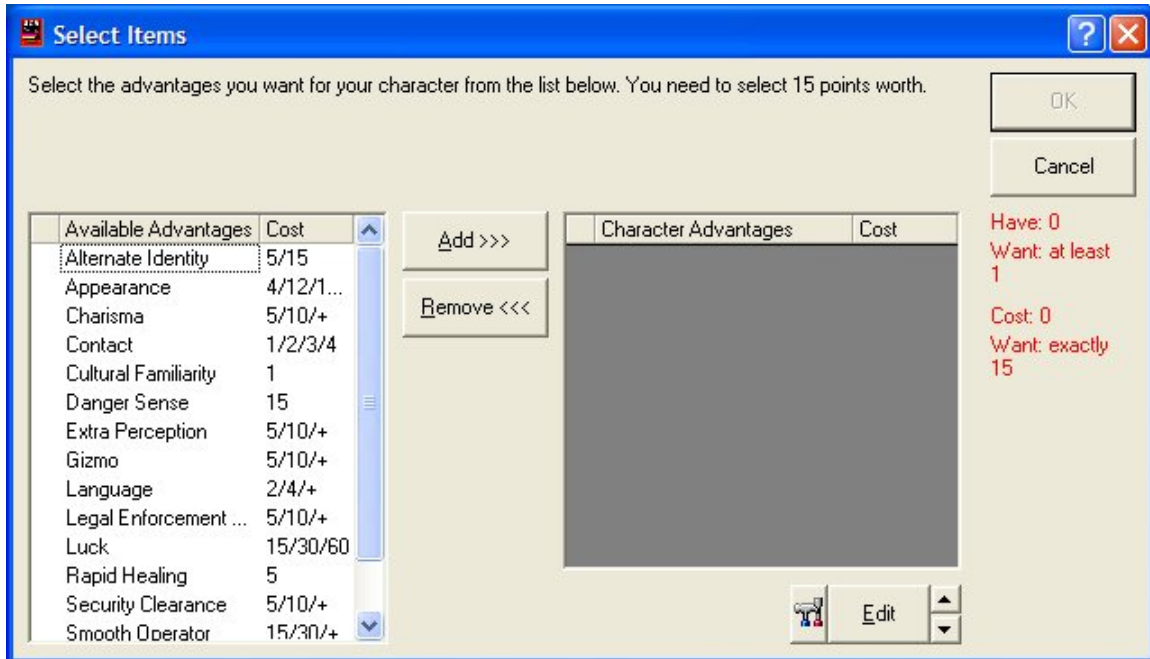 Select Items
Select the advantages you want for your character from the list below. You need to select 15 points worth.
OK
Cancel
Available Advantages Cost
Alternate Identity 5/15
Appearance 4/12/1...
Charisma 5/10/+
Contact 1/2/3/4
Cultural Familiarity 1
Danger Sense 15
Extra Perception 5/10/+
Gizmo 5/10/+
Language 2/4/+
Legal Enforcement ... 5/10/+
Luck 15/30/60
Rapid Healing 5
Security Clearance 5/10/+
Smooth Operator 15/30/+
Add >>>
Remove <<<
Character Advantages Cost
Have: 0
Want: at least
1
Cost: 0
Want: exactly
15
Edit